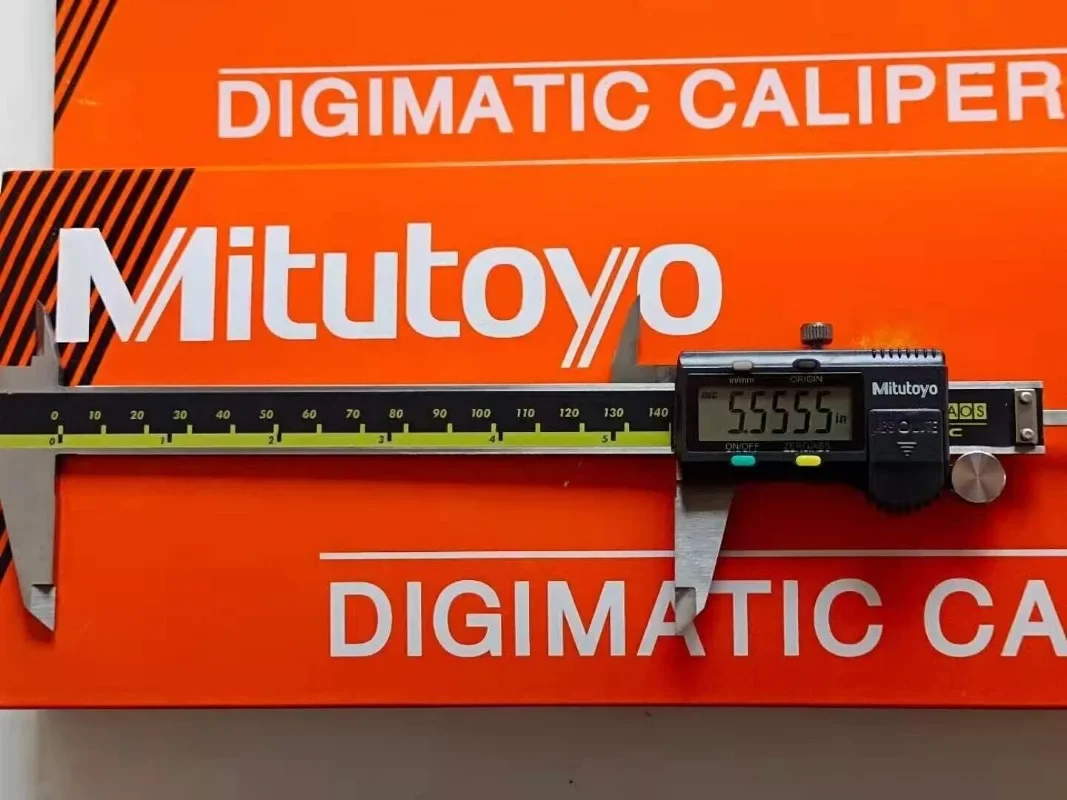 DIGIMATIC CALIPER
Mitutoyo
in/mm ORIGIN
Mitutoyo
INC 5.5555 in
ABSOLUTE
AOS
ON/OFF ZERO/ABS
0 10 20 30 40 50 60 70 80 90 100 110 120 130 140
0 1 2 3 4 5
DIGIMATIC CA